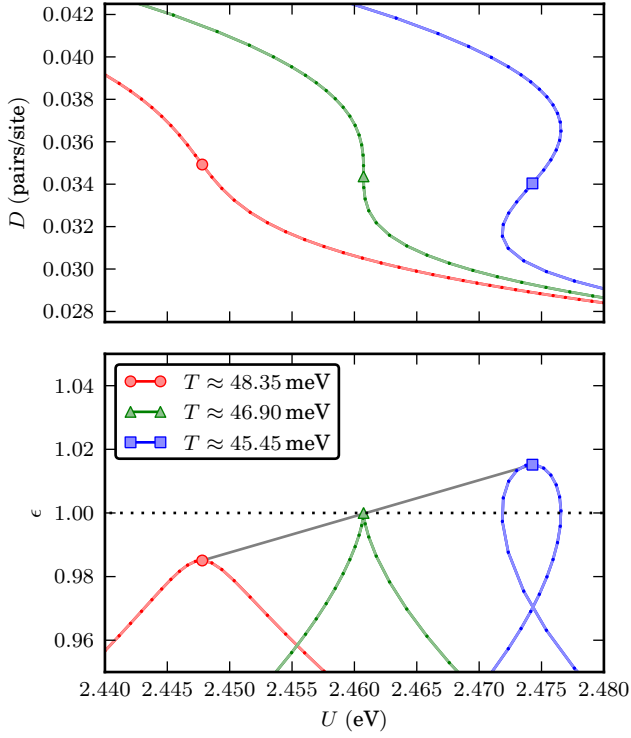 0.042
0.040
0.038
0.036
0.034
0.032
0.030
0.028
D (pairs/site)
1.04
1.02
1.00
0.98
0.96
ϵ
T ≈ 48.35 meV
T ≈ 46.90 meV
T ≈ 45.45 meV
2.440 2.445 2.450 2.455 2.460 2.465 2.470 2.475 2.480
U (eV)